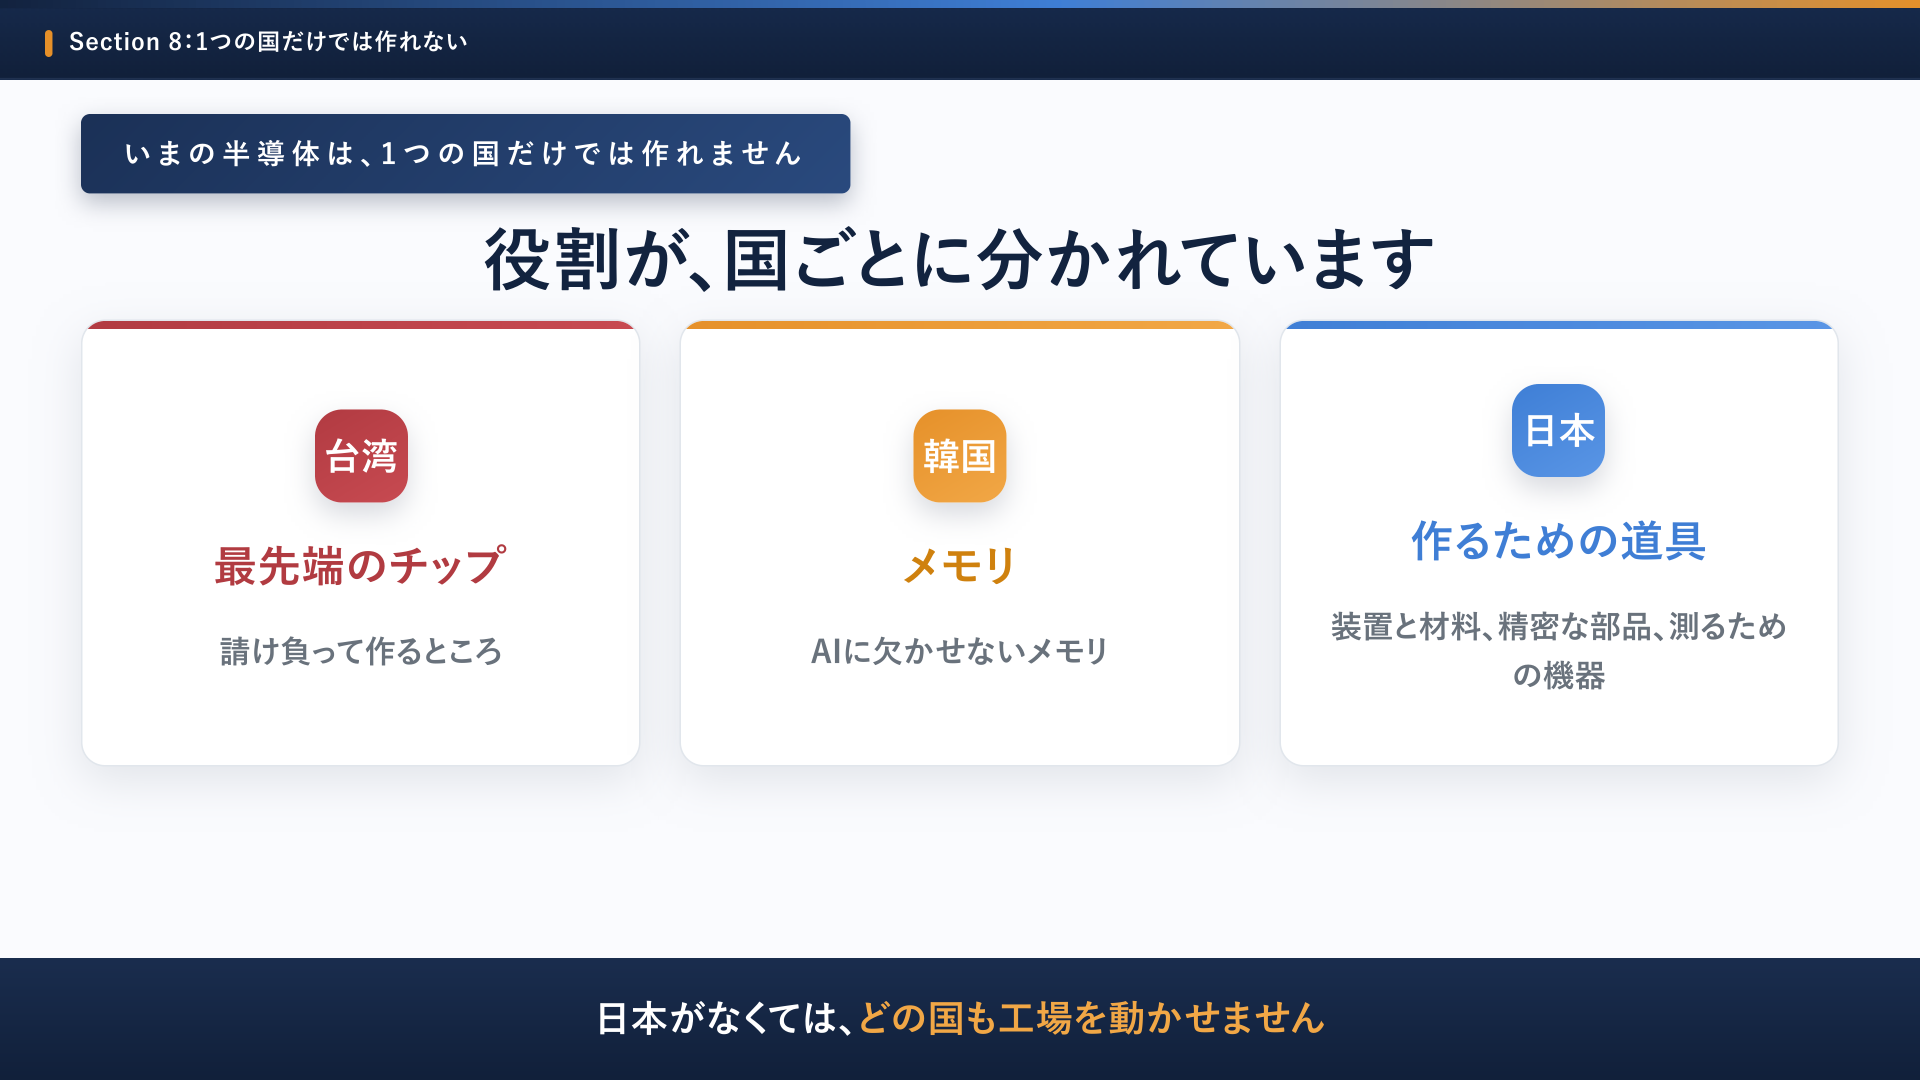 Section 8：1つの国だけでは作れない
いまの半導体は、1つの国だけでは作れません
役割が、国ごとに分かれています
台湾
最先端のチップ
請け負って作るところ
韓国
メモリ
AIに欠かせないメモリ
日本
作るための道具
装置と材料、精密な部品、測るため
の機器
日本がなくては、どの国も工場を動かせません